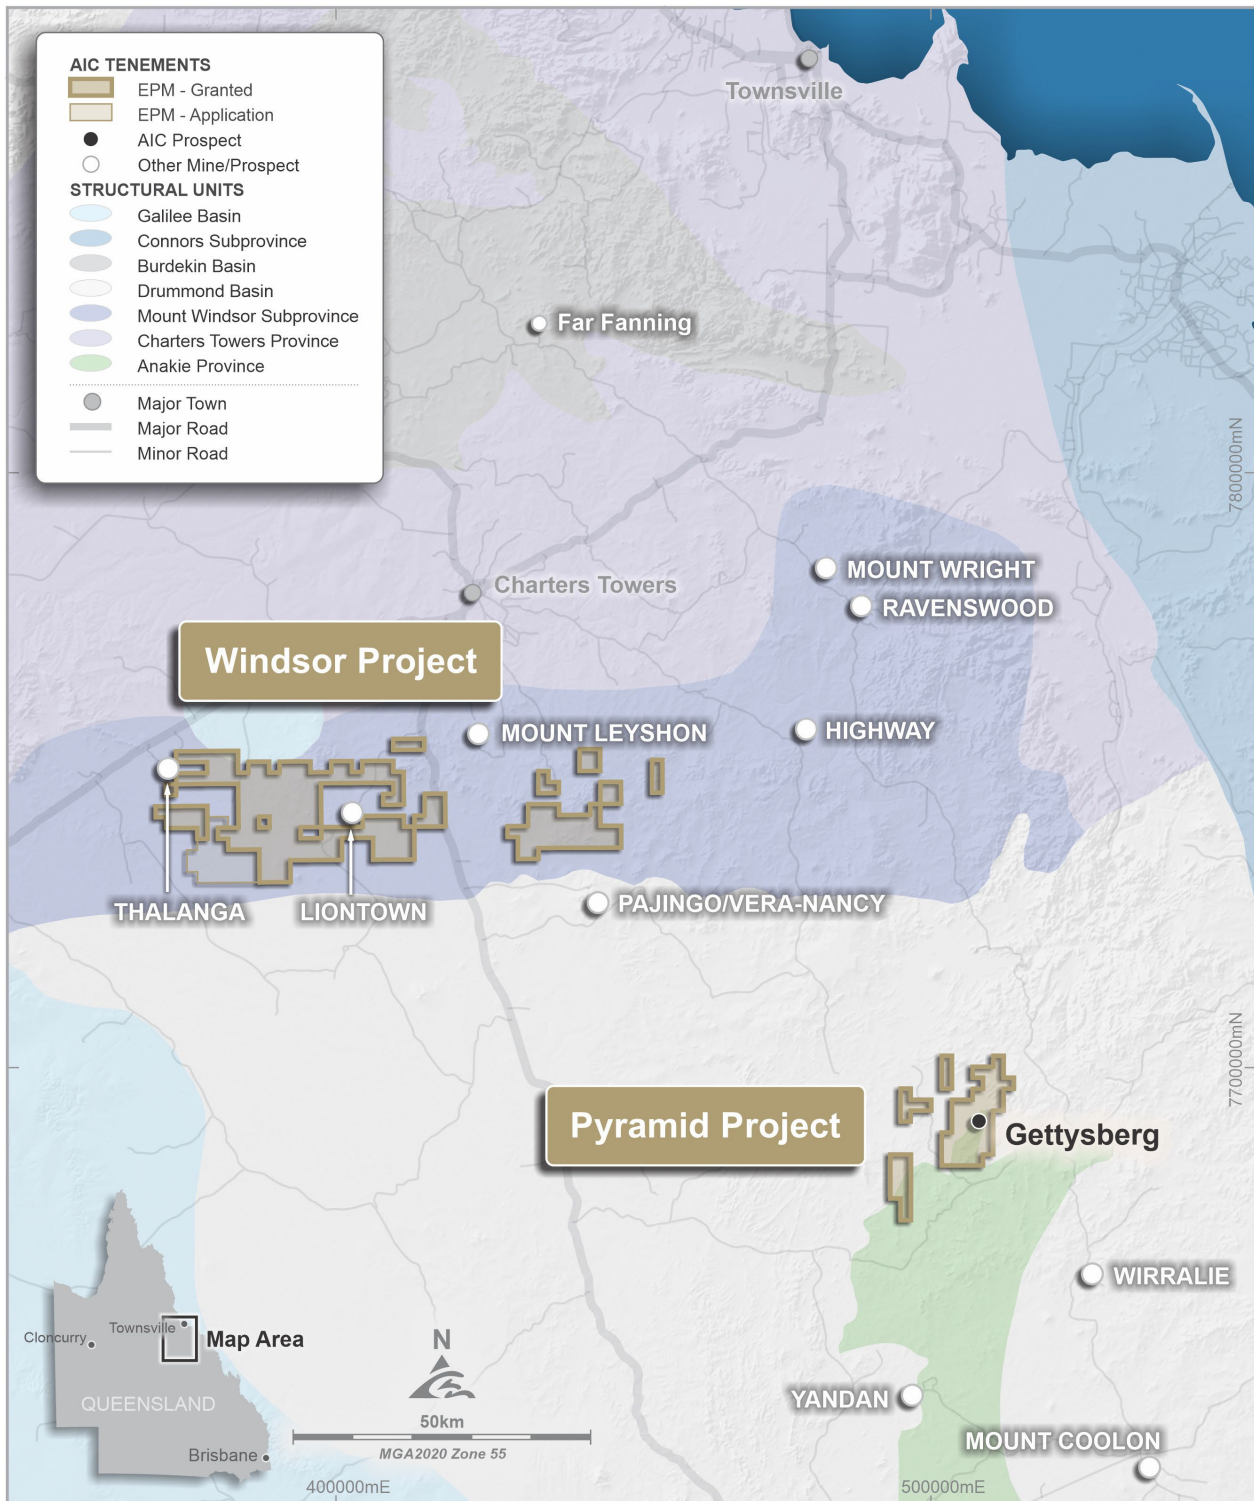 AIC TENEMENTS
EPM - Granted
EPM - Application
AIC Prospect
Other Mine/Prospect
STRUCTURAL UNITS
Galilee Basin
Connors Subprovince
Burdekin Basin
Drummond Basin
Mount Windsor Subprovince
Charters Towers Province
Anakie Province
Major Town
Major Road
Minor Road
Townsville
Far Fanning
7800000mN
MOUNT WRIGHT
Charters Towers
RAVENSWOOD
Windsor Project
MOUNT LEYSHON
HIGHWAY
THALANGA
LIONTOWN
PAJINGO/VERA-NANCY
7700000mN
Pyramid Project
Gettysberg
WIRRALIE
Townsville
Cloncurry
Map Area
N
QUEENSLAND
YANDAN
50km
MOUNT COOLON
Brisbane
MGA2020 Zone 55
400000mE
500000mE